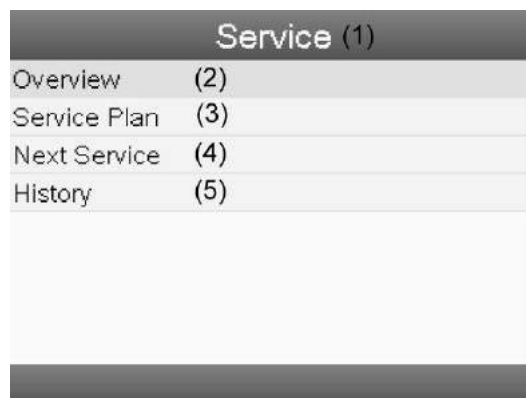 Service (1)
Overview (2)
Service Plan (3)
Next Service (4)
History (5)